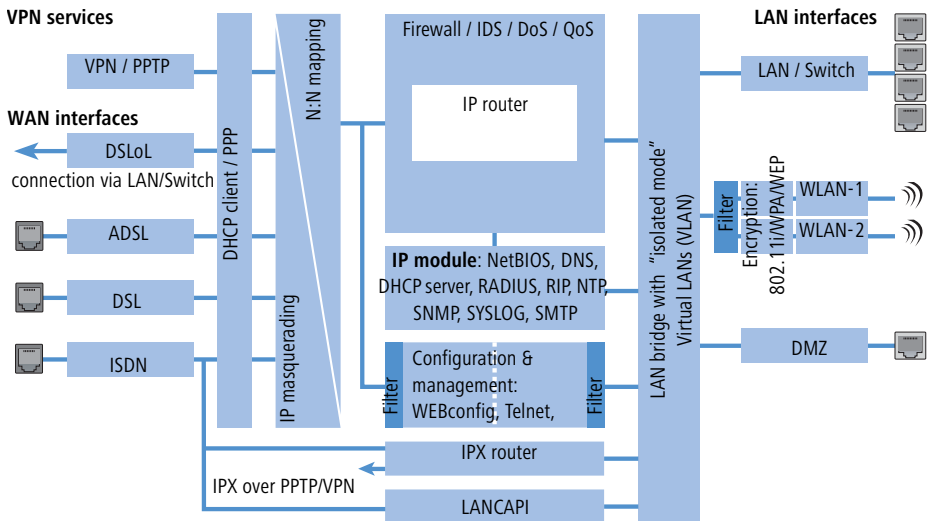 VPN services
LAN interfaces
Firewall / IDS / DoS / QoS
VPN / PPTP
N:N mapping
LAN / Switch
IP router
WAN interfaces
DSLoL
connection via LAN/Switch
DHCP client / PPP
LAN bridge with "isolated mode"
Virtual LANs (VLAN)
Filter
Encryption:
802.11i/WPA/WEP
WLAN-1
WLAN-2
ADSL
IP module: NetBIOS, DNS,
DHCP server, RADIUS, RIP, NTP,
SNMP, SYSLOG, SMTP
DSL
IP masquerading
ISDN
DMZ
Filter
Configuration &
management:
WEBconfig, Telnet,
Filter
IPX router
IPX over PPTP/VPN
LANCAPI